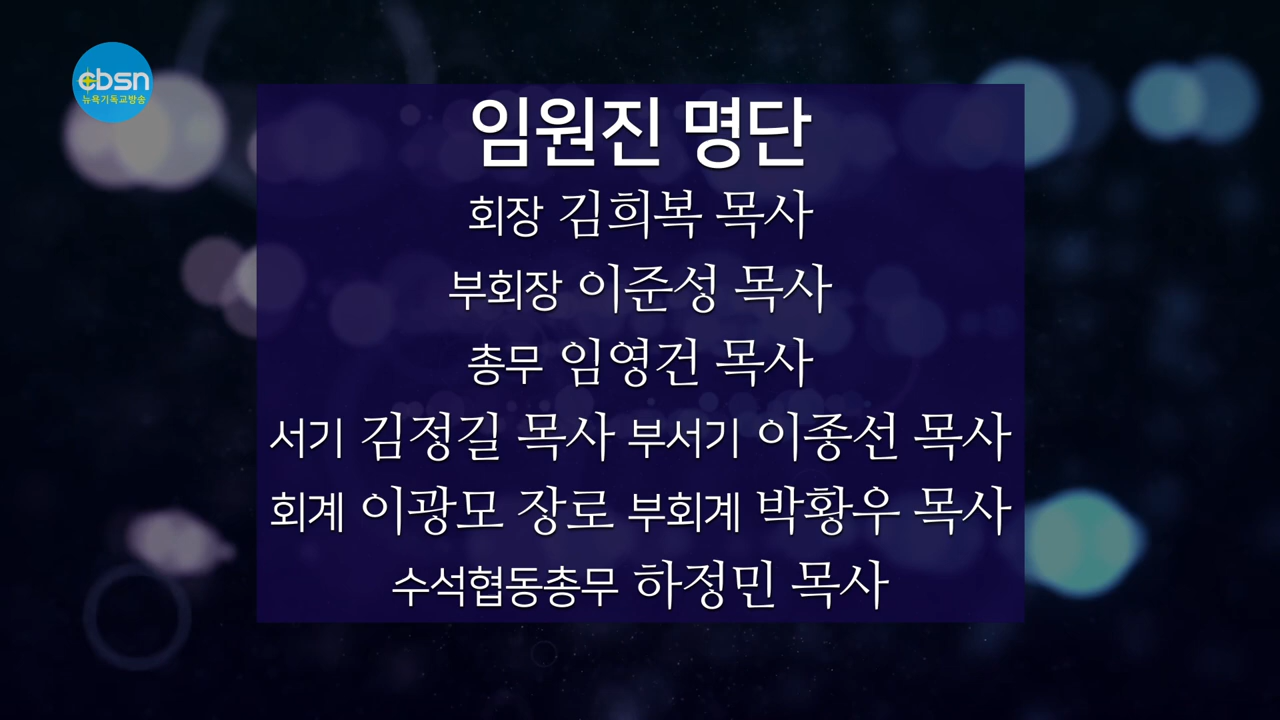 cbsn
뉴욕기독교방송
임원진 명단
회장 김희복 목사
부회장 이준성 목사
총무 임영건 목사
서기 김정길 목사 부서기 이종선 목사
회계 이광모 장로 부회계 박황우 목사
수석협동총무 하정민 목사